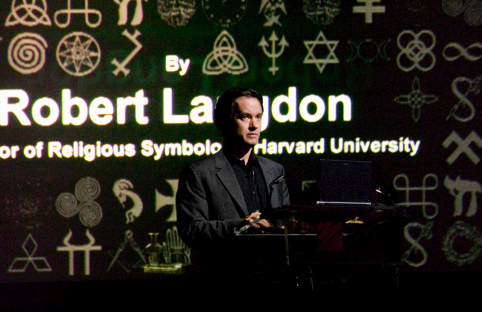 By
Robert La gdon
or of Religious Symbolo Harvard University